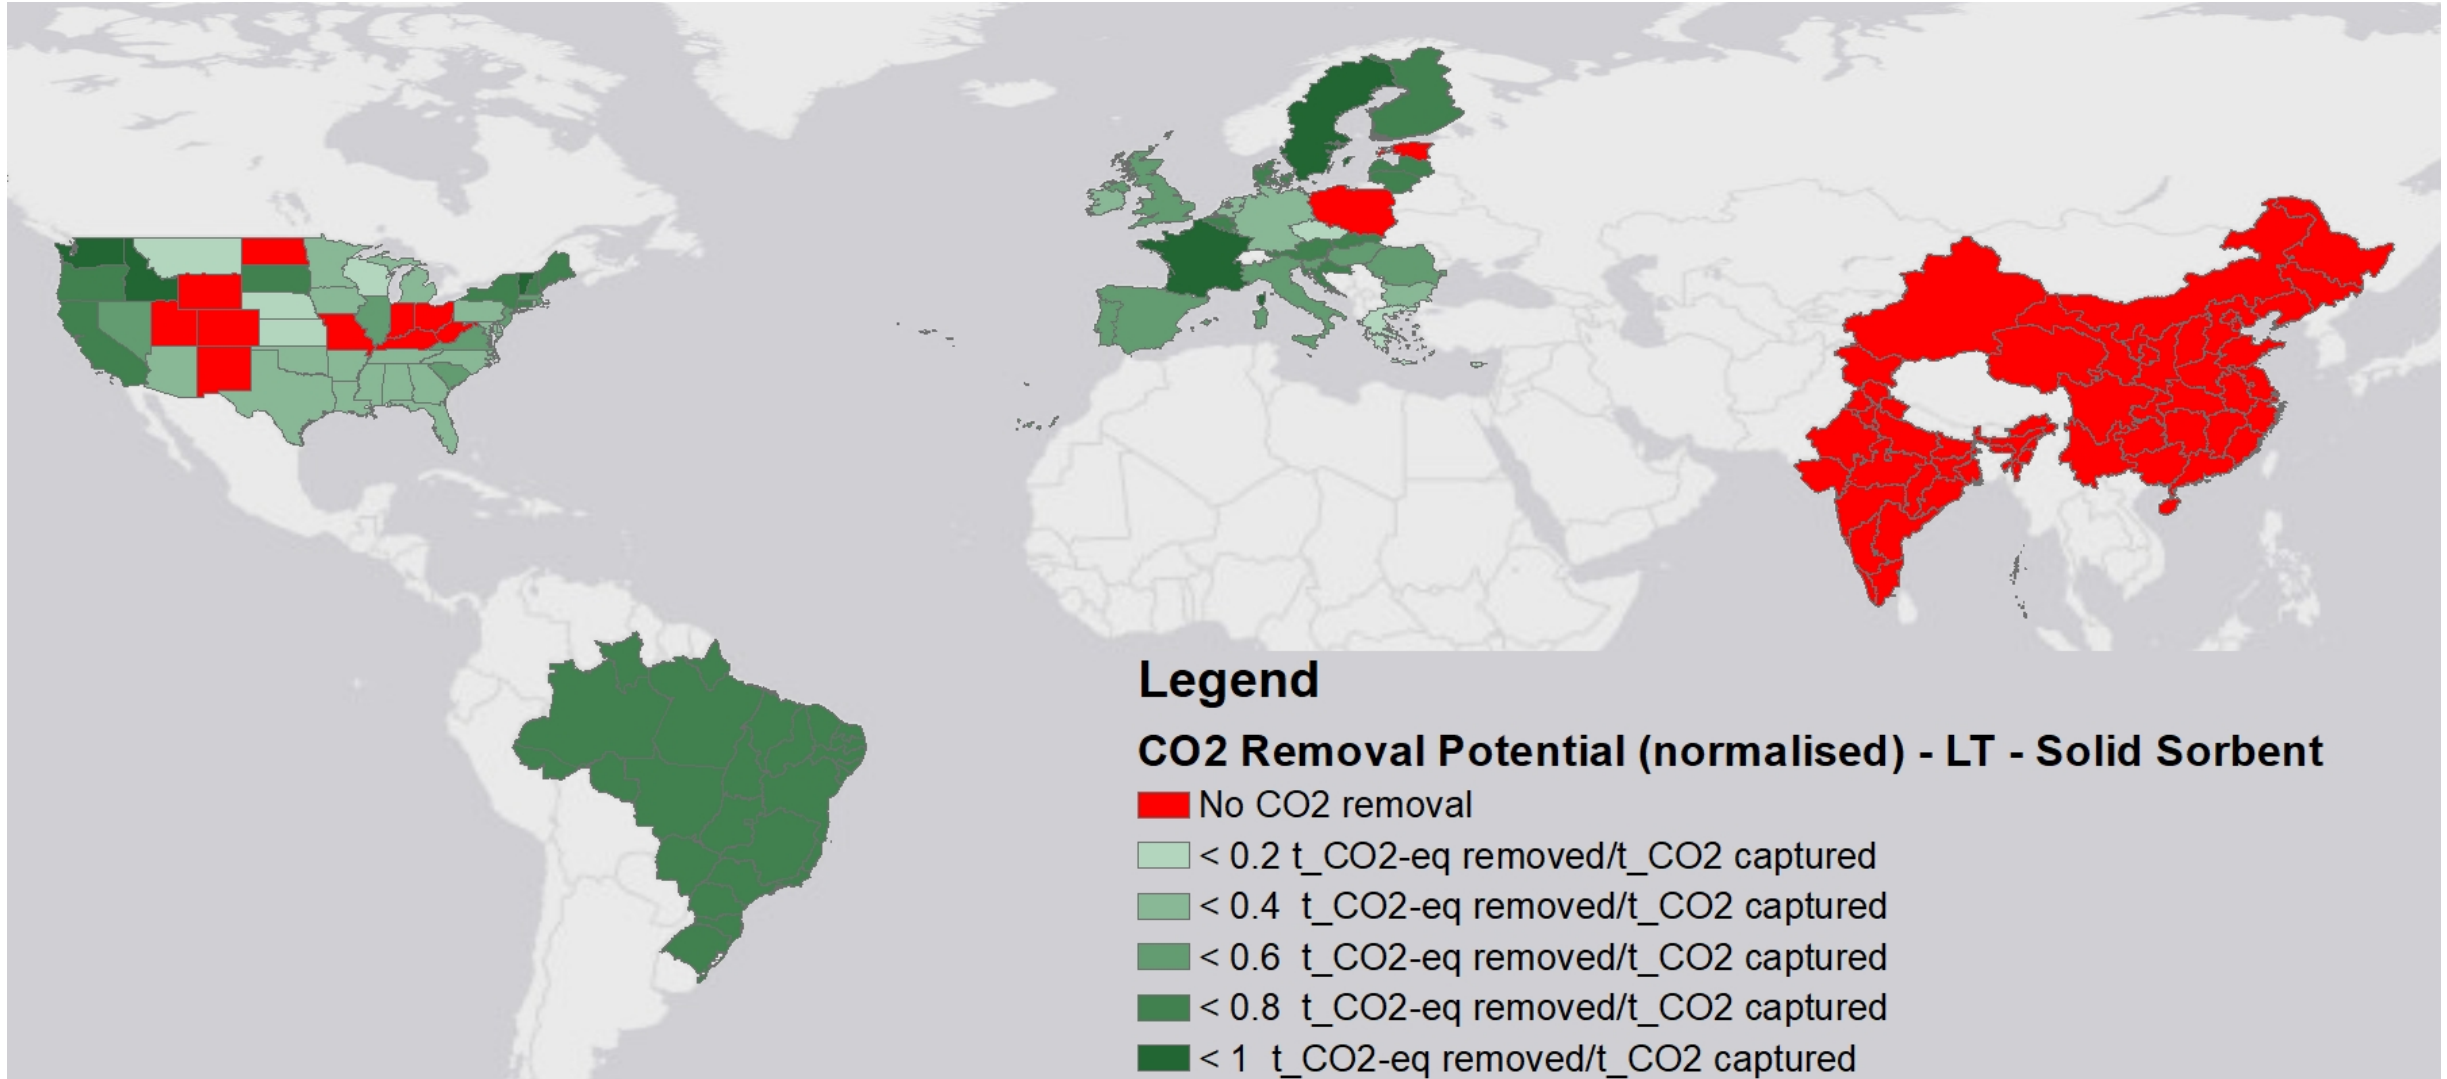 Legend
CO2 Removal Potential (normalised) - LT - Solid Sorbent
No CO2 removal
< 0.2 t_CO2-eq removed/t_CO2 captured
< 0.4 t_CO2-eq removed/t_CO2 captured
< 0.6 t_CO2-eq removed/t_CO2 captured
< 0.8 t_CO2-eq removed/t_CO2 captured
< 1 t_CO2-eq removed/t_CO2 captured